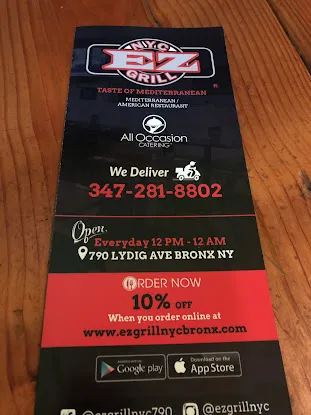 NYC
EZ
GRILL
TASTE OF MEDITERRANEAN
MEDITERRANEAN /
AMERICAN RESTAURANT
All Occasion
CATERING
We Deliver
347-281-8802
Open
Everyday 12 PM - 12 AM
790 LYDIG AVE BRONX NY
ORDER NOW
10% OFF
When you order online at
www.ezgrillnycbronx.com
Google play
Download on the
App Store
@ezgrillnyc790
@ezgrillnyc